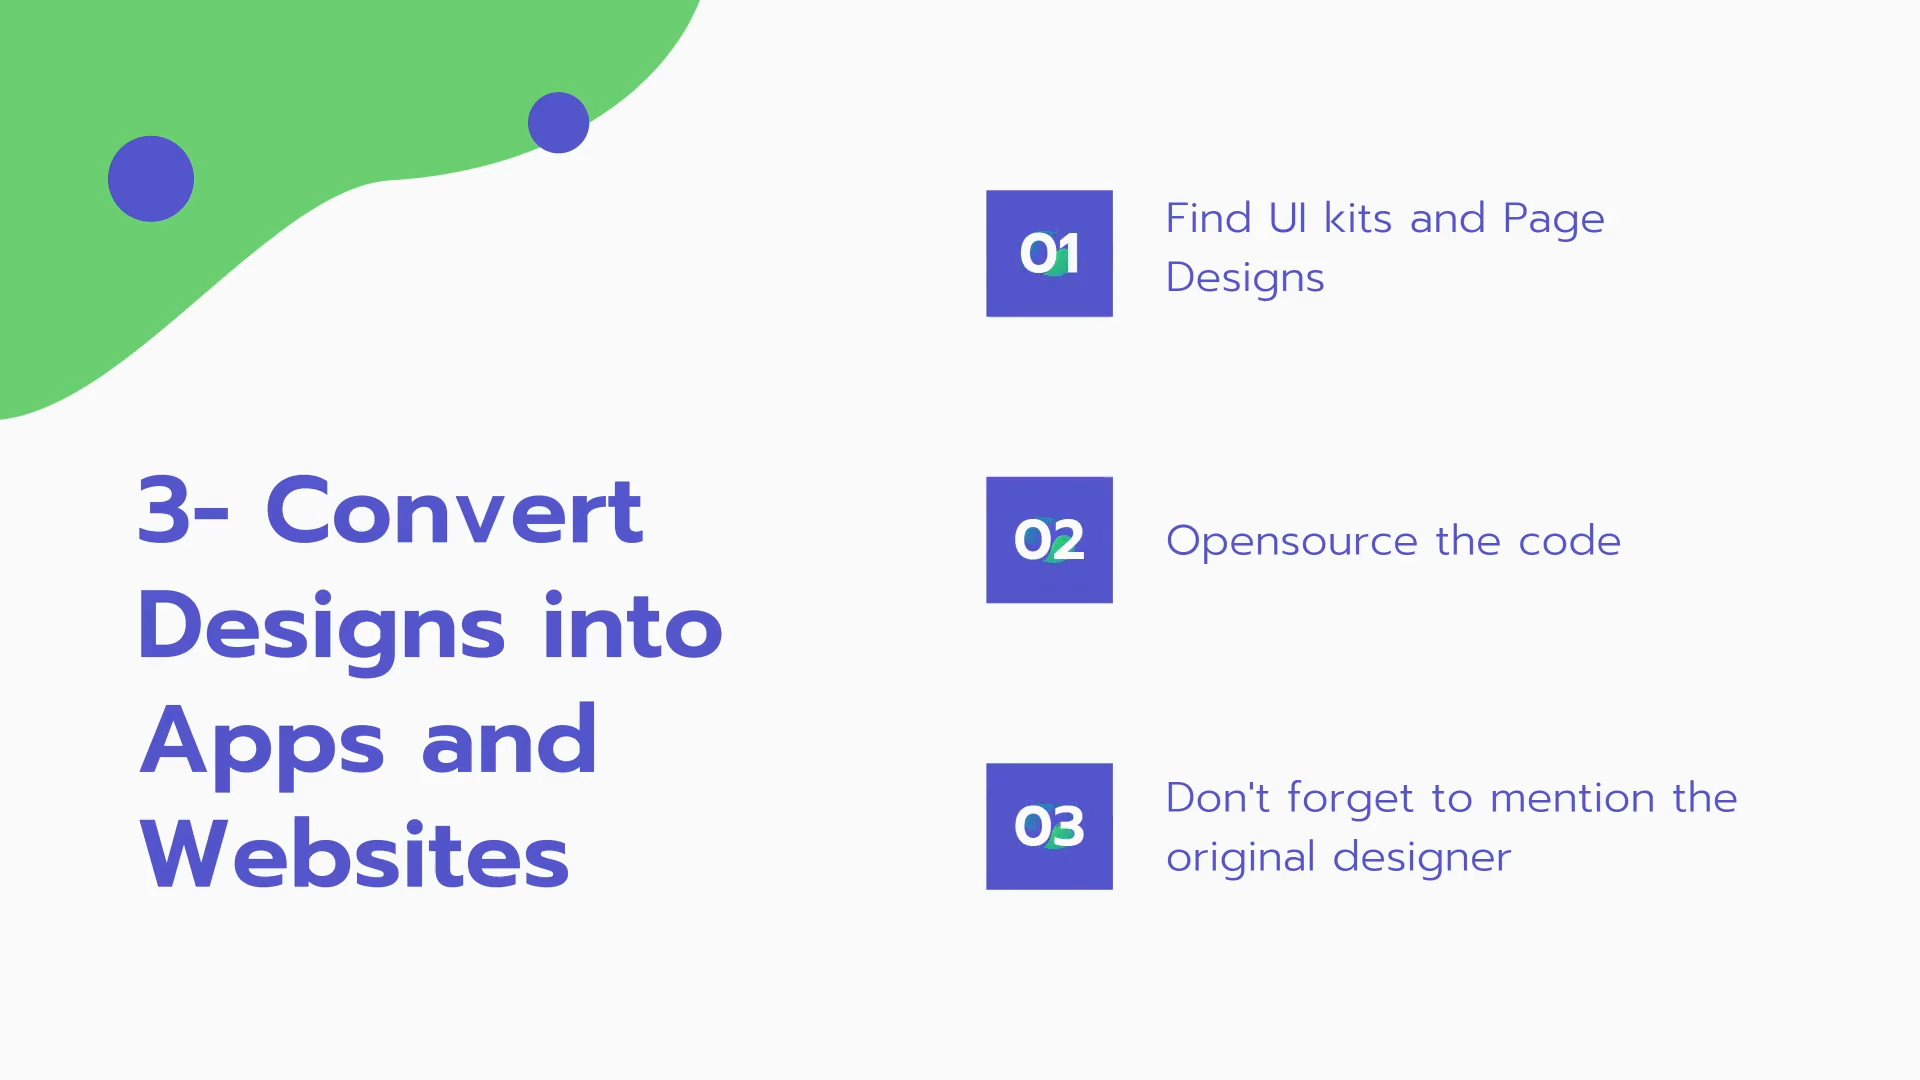 3- Convert
Designs into
Apps and
Websites
01
Find UI kits and Page
Designs
02
Opensource the code
03
Don't forget to mention the
original designer